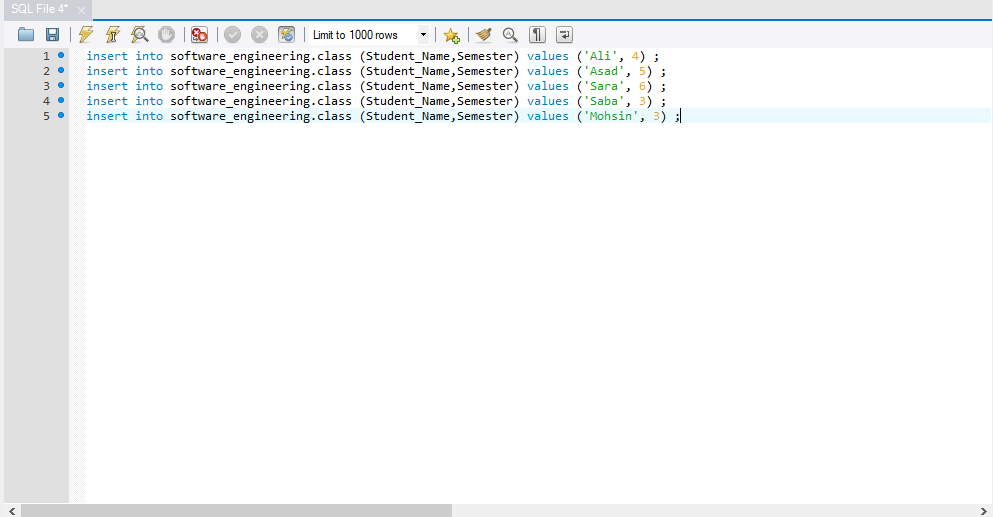 SQL File 4*
Limit to 1000 rows
1 insert into software_engineering.class (Student_Name,Semester) values ('Ali', 4) ;
2 insert into software_engineering.class (Student_Name,Semester) values ('Asad', 5) ;
3 insert into software_engineering.class (Student_Name,Semester) values ('Sara', 6) ;
4 insert into software_engineering.class (Student_Name,Semester) values ('Saba', 3) ;
5 insert into software_engineering.class (Student_Name,Semester) values ('Mohsin', 3) ;